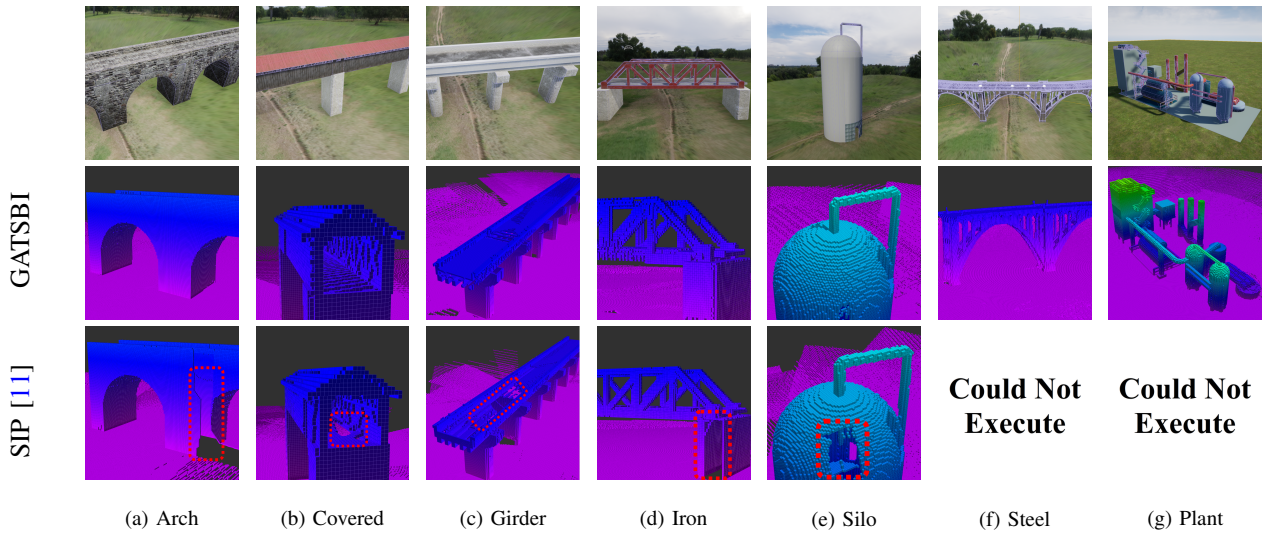 GATSBI
SIP [11]
Could Not
Execute
Could Not
Execute
(a) Arch
(b) Covered
(c) Girder
(d) Iron
(e) Silo
(f) Steel
(g) Plant